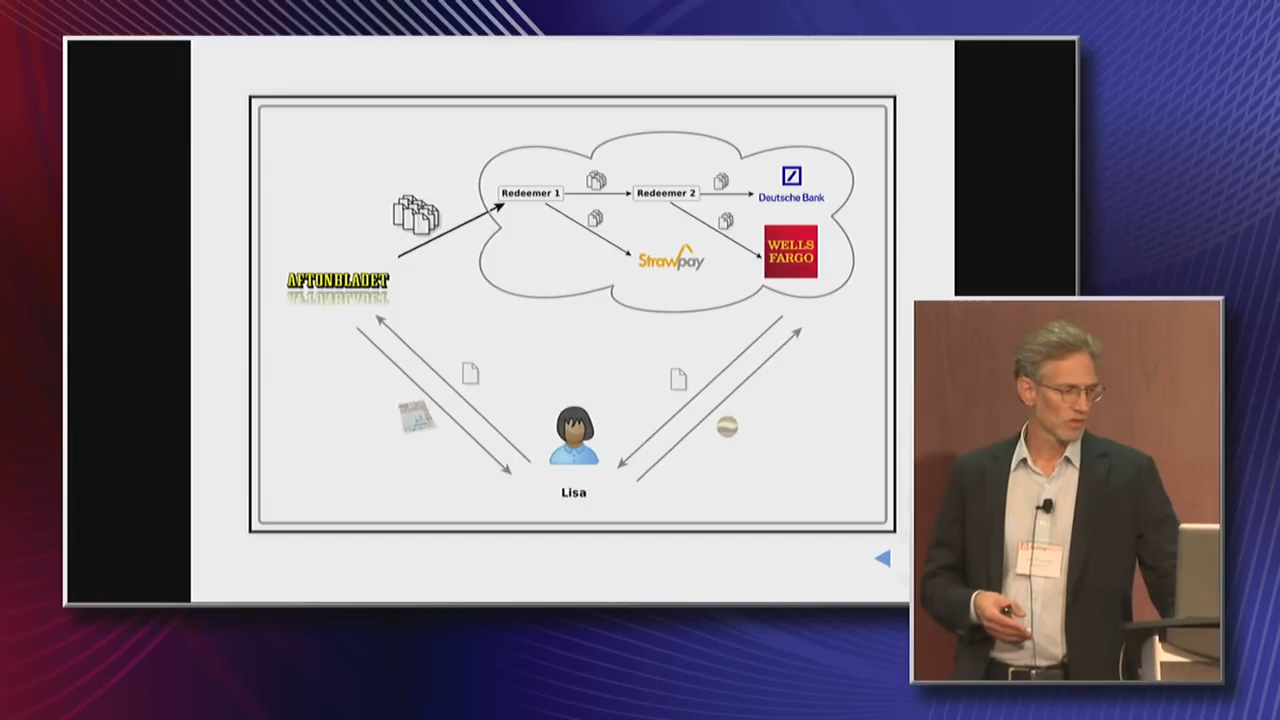 Redeemer 1
Redeemer 2
Deutsche Bank
WELLS
FARGO
Strawpay
AFTONBLADET
Lisa